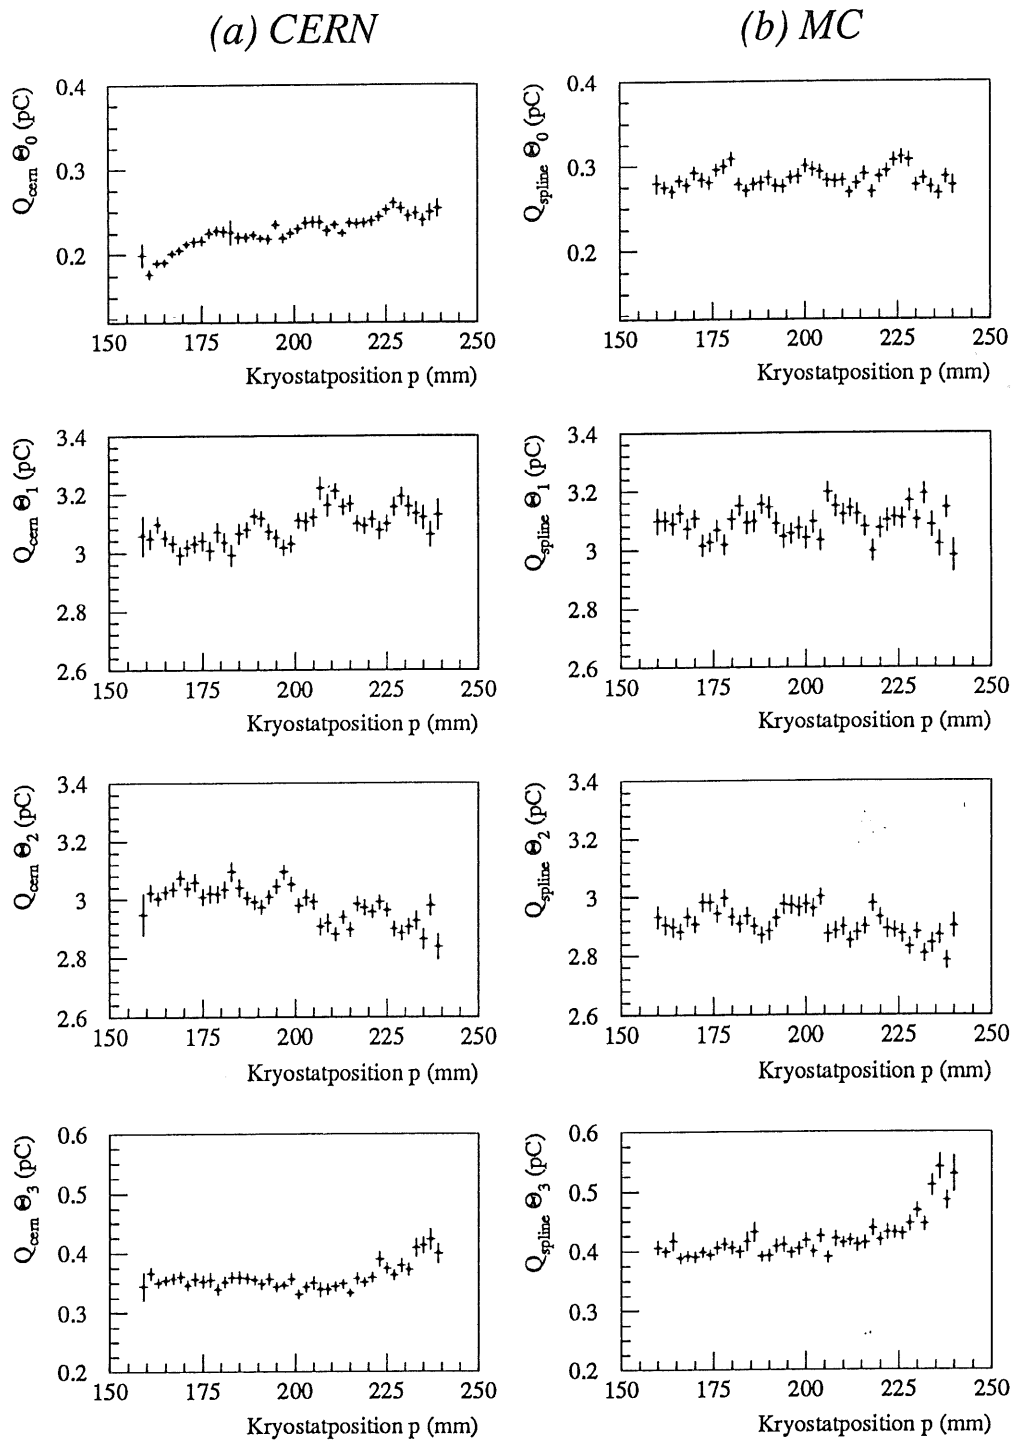 (a) CERN
(b) MC
Q_cern Θ_0 (pC)
0.4
0.3
0.2
150 175 200 225 250
Kryostatposition p (mm)
Q_spline Θ_0 (pC)
0.4
0.3
0.2
150 175 200 225 250
Kryostatposition p (mm)
Q_cern Θ_1 (pC)
3.4
3.2
3
2.8
2.6
150 175 200 225 250
Kryostatposition p (mm)
Q_spline Θ_1 (pC)
3.4
3.2
3
2.8
2.6
150 175 200 225 250
Kryostatposition p (mm)
Q_cern Θ_2 (pC)
3.4
3.2
3
2.8
2.6
150 175 200 225 250
Kryostatposition p (mm)
Q_spline Θ_2 (pC)
3.4
3.2
3
2.8
2.6
150 175 200 225 250
Kryostatposition p (mm)
Q_cern Θ_3 (pC)
0.6
0.5
0.4
0.3
0.2
150 175 200 225 250
Kryostatposition p (mm)
Q_spline Θ_3 (pC)
0.6
0.5
0.4
0.3
0.2
150 175 200 225 250
Kryostatposition p (mm)